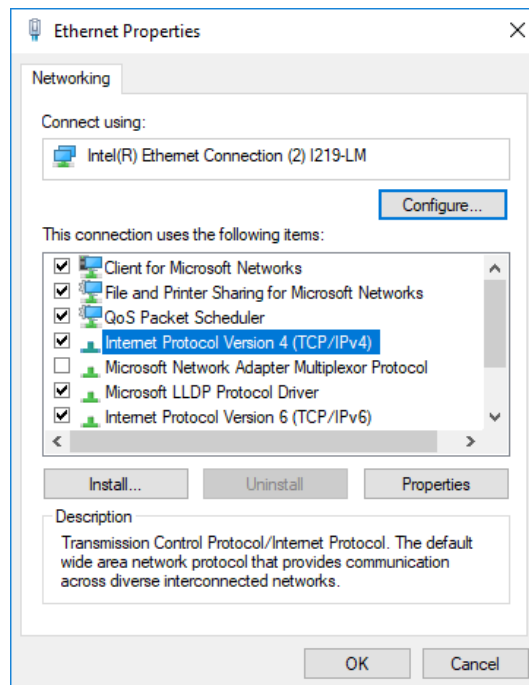 Ethernet Properties
Networking
Connect using:
Intel(R) Ethernet Connection (2) I219-LM
Configure...
This connection uses the following items:
Client for Microsoft Networks
File and Printer Sharing for Microsoft Networks
QoS Packet Scheduler
Internet Protocol Version 4 (TCP/IPv4)
Microsoft Network Adapter Multiplexor Protocol
Microsoft LLDP Protocol Driver
Internet Protocol Version 6 (TCP/IPv6)
Install... Uninstall Properties
Description
Transmission Control Protocol/Internet Protocol. The default
wide area network protocol that provides communication
across diverse interconnected networks.
OK Cancel